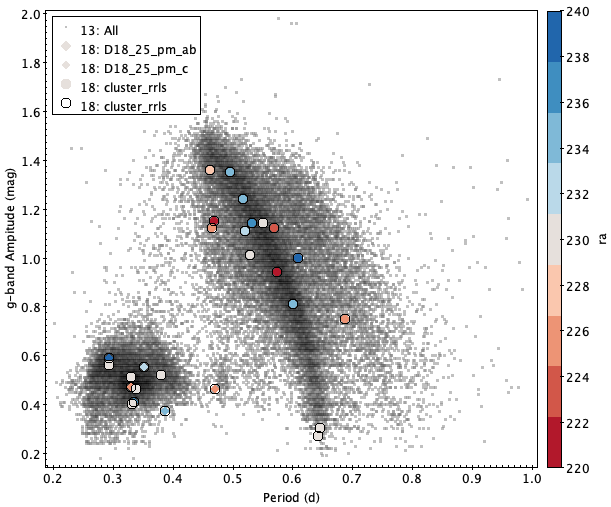 2.0
1.8
1.6
1.4
1.2
1.0
0.8
0.6
0.4
0.2
g-band Ampitude (mag)
13: All
18: D18_25_pm_ab
18: D18_25_pm_c
18: cluster_rrls
18: cluster_rrls
0.2 0.3 0.4 0.5 0.6 0.7 0.8 0.9 1.0
Period (d)
240
238
236
234
232
230
228
226
224
222
220
ra